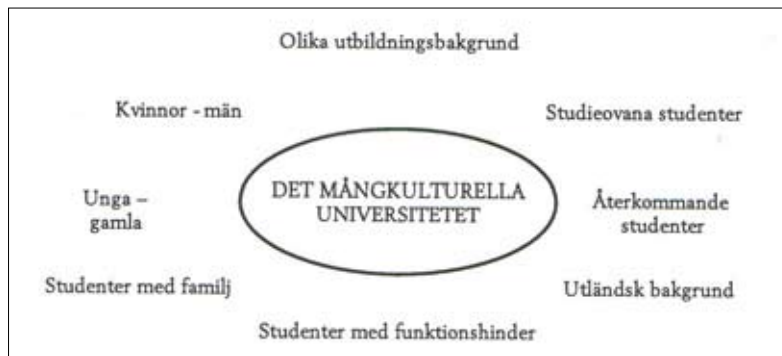 Olika utbildningsbakgrund
Kvinnor - män
Studieovana studenter
DET MÅNGKULTURELLA
UNIVERSITETET
Unga –
gamla
Återkommande
studenter
Studenter med familj
Utländsk bakgrund
Studenter med funktionshinder